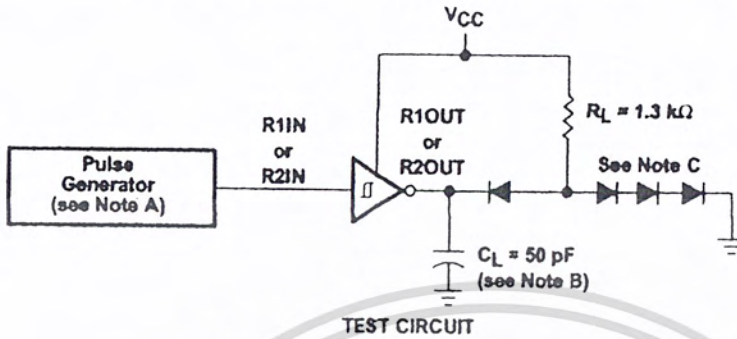 VCC
R1IN
or
R2IN
R1OUT
or
R2OUT
RL = 1.3 kΩ
Pulse
Generator
(see Note A)
See Note C
CL = 50 pF
(see Note B)
TEST CIRCUIT